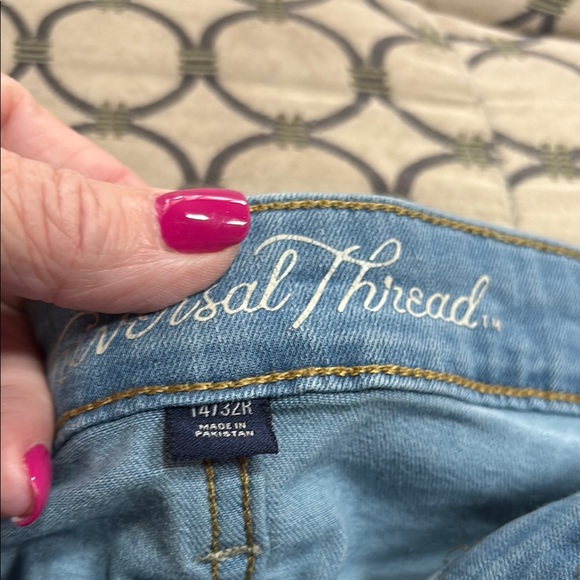 versal Thread™
14/32R
MADE IN
PAKISTAN